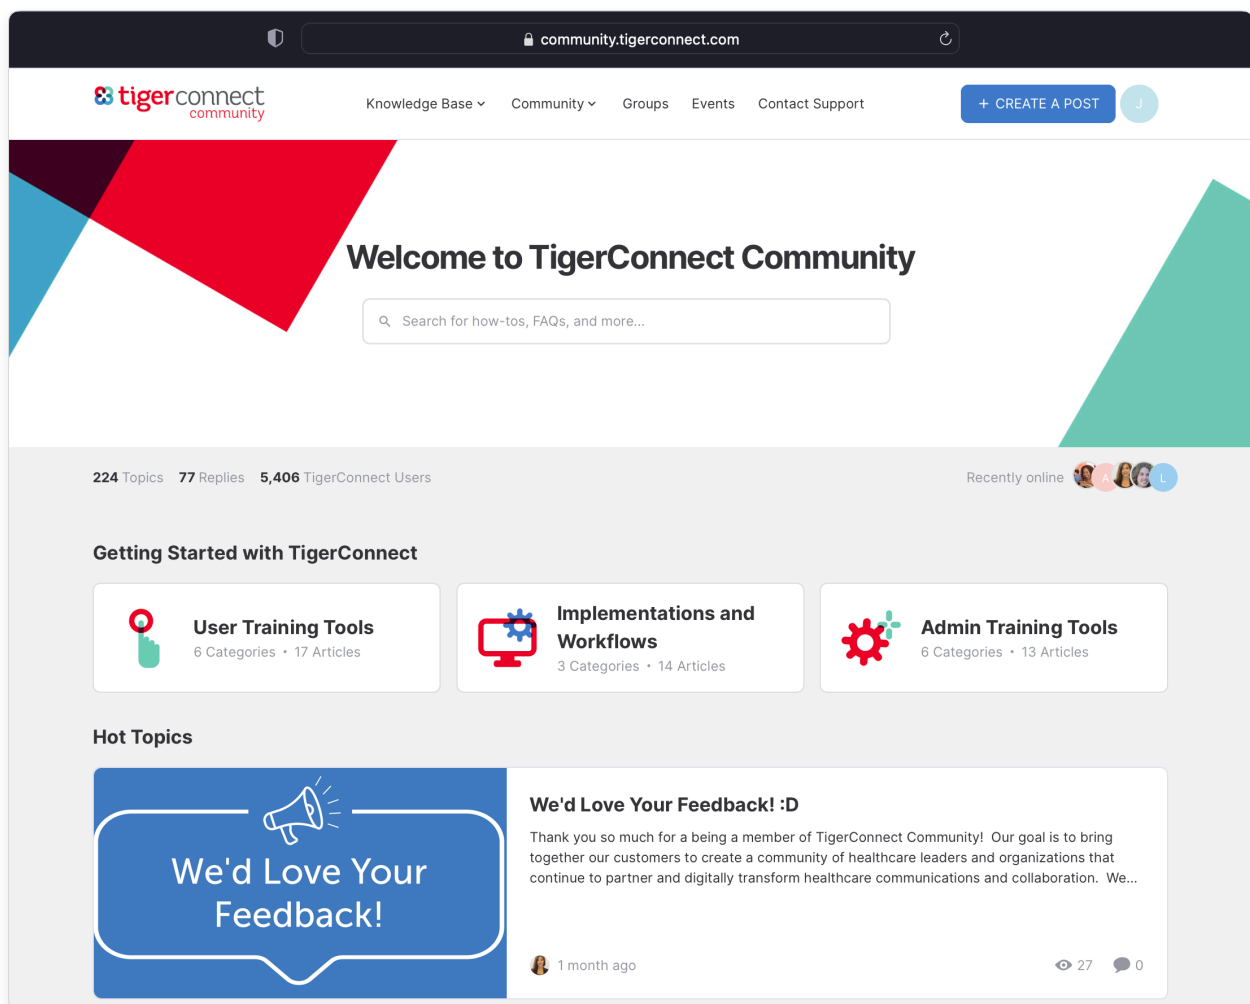 community.tigerconnect.com
tigerconnect
community
Knowledge Base
Community
Groups
Events
Contact Support
+ CREATE A POST
J
Welcome to TigerConnect Community
Search for how-tos, FAQs, and more...
224 Topics 77 Replies 5,406 TigerConnect Users
Recently online
A
L
Getting Started with TigerConnect
User Training Tools
6 Categories • 17 Articles
Implementations and
Workflows
3 Categories • 14 Articles
Admin Training Tools
6 Categories • 13 Articles
Hot Topics
We'd Love Your
Feedback!
We'd Love Your Feedback! :D
Thank you so much for a being a member of TigerConnect Community! Our goal is to bring
together our customers to create a community of healthcare leaders and organizations that
continue to partner and digitally transform healthcare communications and collaboration. We...
1 month ago
27
0